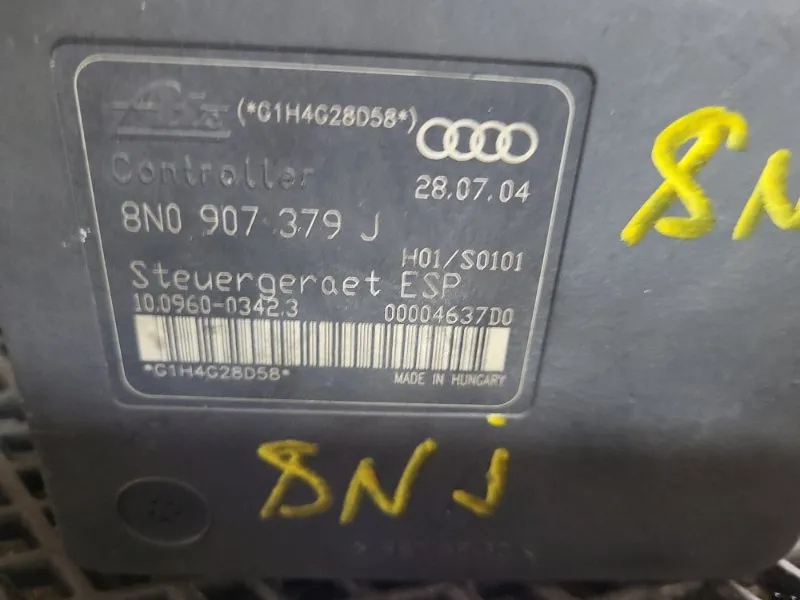 (*G1H4G28D58*)
Controller
28.07.04
8N0 907 379 J
H01/S0101
Steuergeraet ESP
10.0960-0342.3 00004637D0
*G1H4G28D58*
MADE IN HUNGARY
8N
8NJ